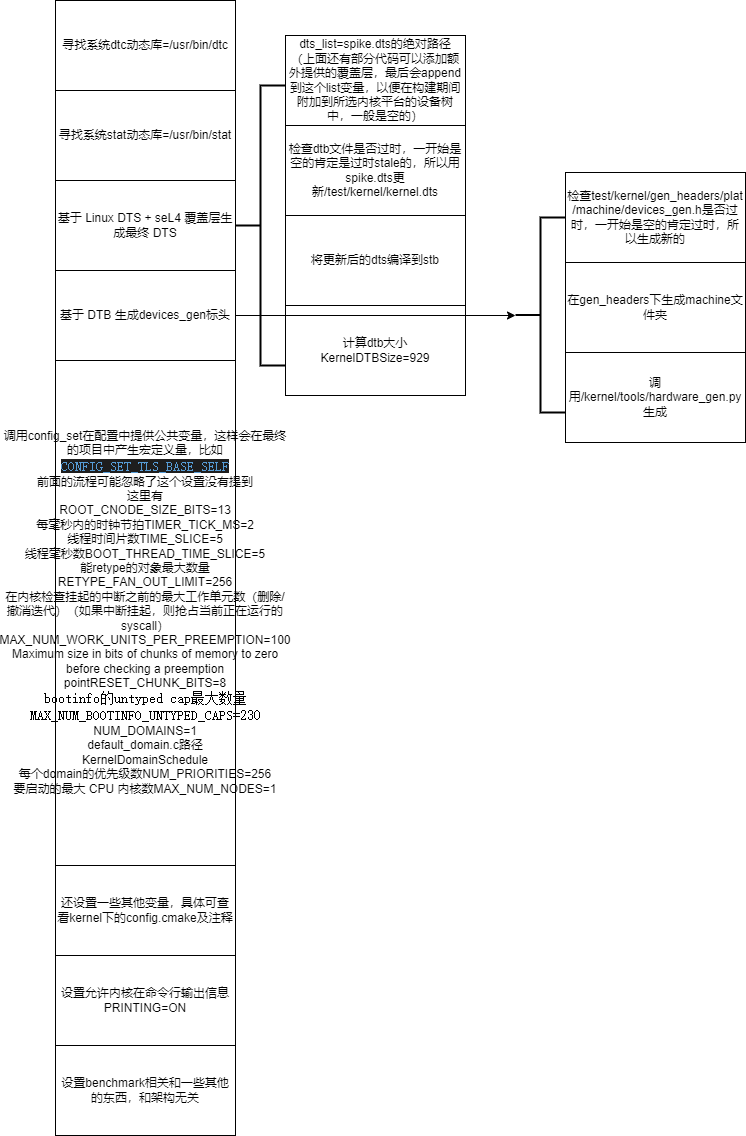 寻找系统dtc动态库=/usr/bin/dtc
寻找系统stat动态库=/usr/bin/stat
基于 Linux DTS + seL4 覆盖层生
成最终 DTS
基于 DTB 生成devices_gen标头
调用config_set在配置中提供公共变量，这样会在最终
的项目中产生宏定义量，比如
CONFIG_SET_TLS_BASE_SELF
前面的流程可能忽略了这个设置没有提到
这里有
ROOT_CNODE_SIZE_BITS=13
每毫秒内的时钟节拍TIMER_TICK_MS=2
线程时间片数TIME_SLICE=5
线程毫秒数BOOT_THREAD_TIME_SLICE=5
能retype的对象最大数量
RETYPE_FAN_OUT_LIMIT=256
在内核检查挂起的中断之前的最大工作单元数（删除/
撤消迭代）（如果中断挂起，则抢占当前正在运行的
syscall）
MAX_NUM_WORK_UNITS_PER_PREEMPTION=100
Maximum size in bits of chunks of memory to zero
before checking a preemption
pointRESET_CHUNK_BITS=8
bootinfo的untyped cap最大数量
MAX_NUM_BOOTINFO_UNTYPED_CAPS=230
NUM_DOMAINS=1
default_domain.c路径
KernelDomainSchedule
每个domain的优先级数NUM_PRIORITIES=256
要启动的最大 CPU 内核数MAX_NUM_NODES=1
还设置一些其他变量，具体可查
看kernel下的config.cmake及注释
设置允许内核在命令行输出信息
PRINTING=ON
设置benchmark相关和一些其他
的东西，和架构无关
dts_list=spike.dts的绝对路径
（上面还有部分代码可以添加额
外提供的覆盖层，最后会append
到这个list变量，以便在构建期间
附加到所选内核平台的设备树
中，一般是空的）
检查dtb文件是否过时，一开始是
空的肯定是过时stale的，所以用
spike.dts更
新/test/kernel/kernel.dts
将更新后的dts编译到stb
计算dtb大小
KernelDTBSize=929
检查test/kernel/gen_headers/plat
/machine/devices_gen.h是否过
时，一开始是空的肯定过时，所
以生成新的
在gen_headers下生成machine文
件夹
调
用/kernel/tools/hardware_gen.py
生成